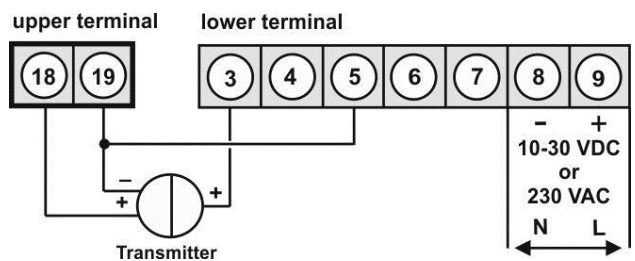 upper terminal lower terminal
18 19 3 4 5 6 7 8 9
- +
10-30 VDC
or
230 VAC
N L
–
+ +
Transmitter